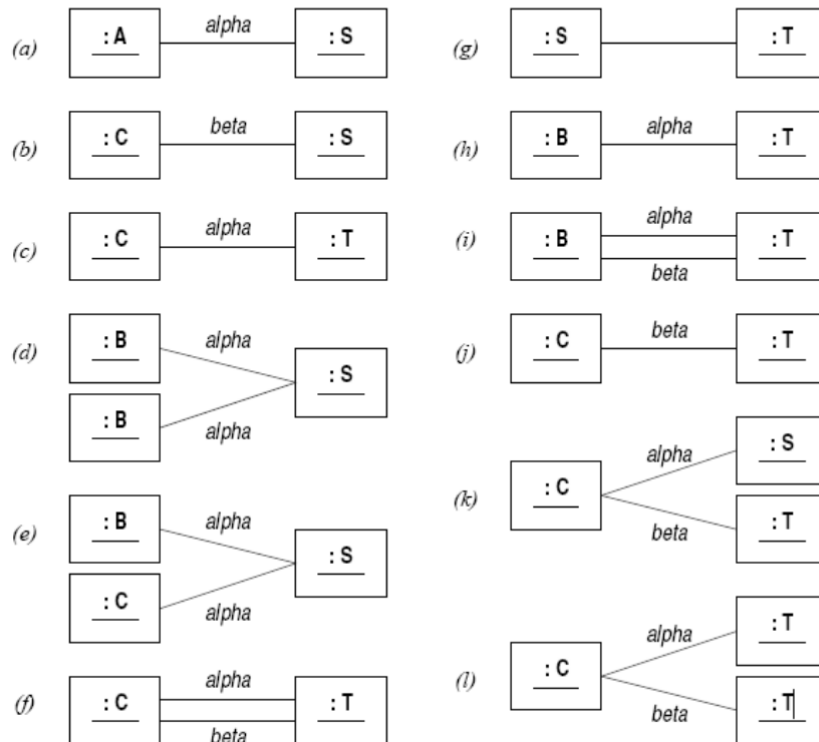 (a)
: A
alpha
: S
(b)
: C
beta
: S
(c)
: C
alpha
: T
(d)
: B
alpha
: S
: B
alpha
(e)
: B
alpha
: S
: C
alpha
(f)
: C
alpha
beta
: T
(g)
: S
: T
(h)
: B
alpha
: T
(i)
: B
alpha
beta
: T
(j)
: C
beta
: T
(k)
: C
alpha
: S
beta
: T
(l)
: C
alpha
: T
beta
: T